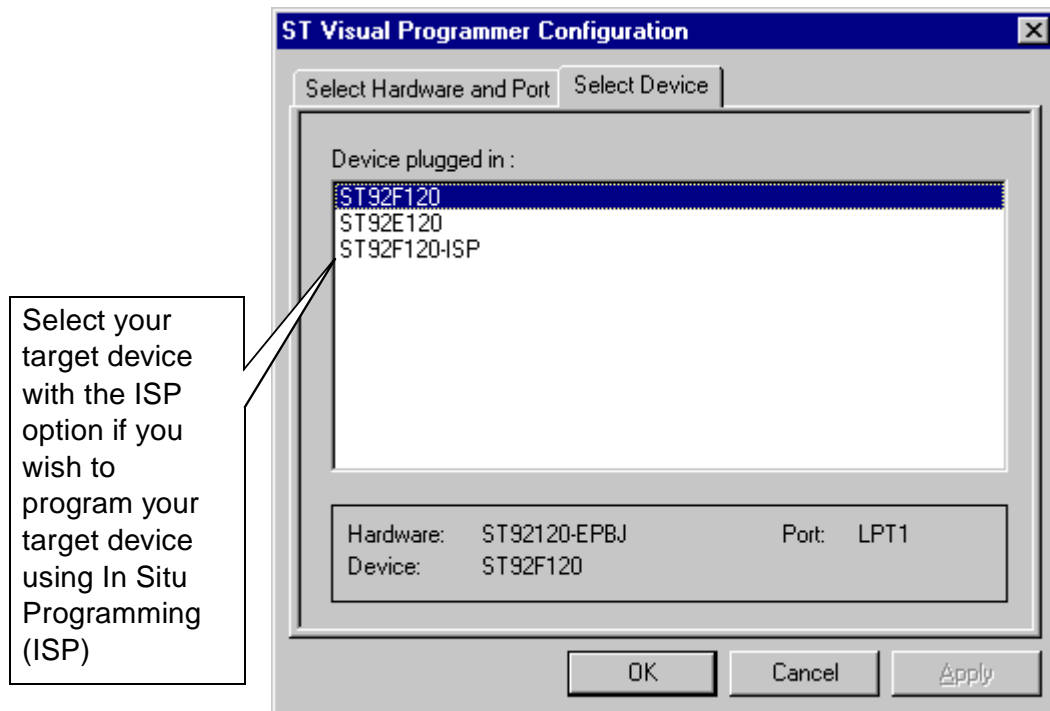 ST Visual Programmer Configuration
Select Hardware and Port
Select Device
Device plugged in :
ST92F120
ST92E120
ST92F120-ISP
Select your
target device
with the ISP
option if you
wish to
program your
target device
using In Situ
Programming
(ISP)
Hardware: ST92120-EPBJ Port: LPT1
Device: ST92F120
OK Cancel Apply